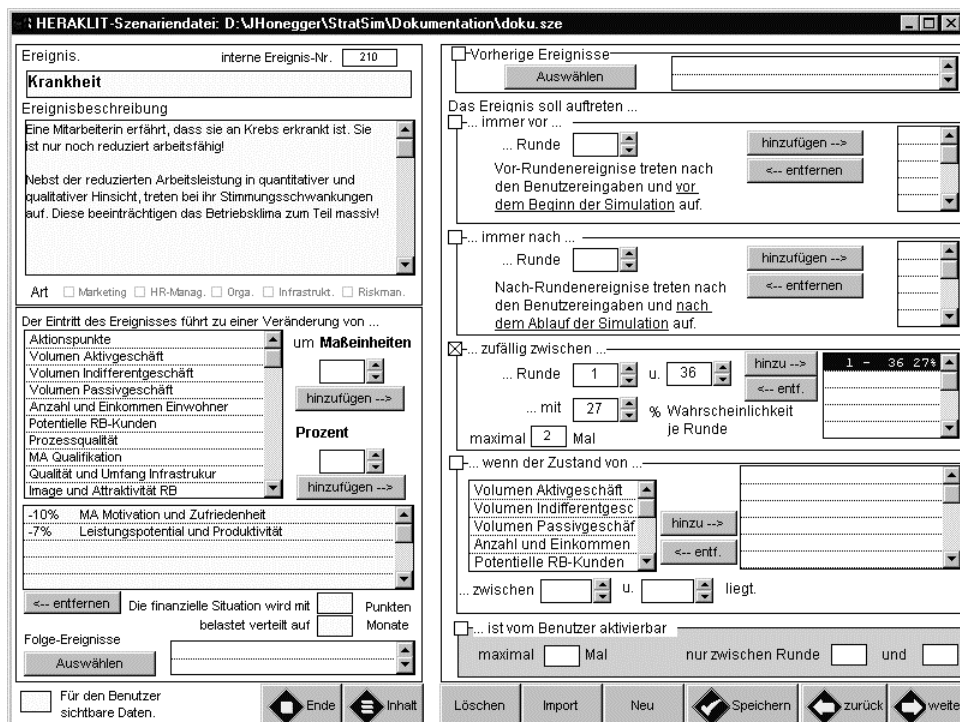 HERAKLIT-Szenariendatei: D:\JHonegger\StratSim\Dokumentation\doku.sze
Ereignis.
interne Ereignis-Nr. 210
Krankheit
Ereignisbeschreibung
Eine Mitarbeiterin erfährt, dass sie an Krebs erkrankt ist. Sie
ist nur noch reduziert arbeitsfähig!
Nebst der reduzierten Arbeitsleistung in quantitativer und
qualitativer Hinsicht, treten bei ihr Stimmungsschwankungen
auf. Diese beeinträchtigen das Betriebsklima zum Teil massiv!
Art Marketing HR-Manag. Orga. Infrastrukt. Riskman.
Der Eintritt des Ereignisses führt zu einer Veränderung von ...
Aktionspunkte
Volumen Aktivgeschäft
Volumen Indifferentgeschäft
Volumen Passivgeschäft
Anzahl und Einkommen Einwohner
Potentielle RB-Kunden
Prozessqualität
MA Qualifikation
Qualität und Umfang Infrastrukur
Image und Attraktivität RB
um Maßeinheiten
hinzufügen -->
Prozent
hinzufügen -->
-10% MA Motivation und Zufriedenheit
-7% Leistungspotential und Produktivität
<-- entfernen
Die finanzielle Situation wird mit Punkten
belastet verteilt auf Monate
Folge-Ereignisse
Auswählen
Für den Benutzer
sichtbare Daten.
Ende
Inhalt
Vorherige Ereignisse
Auswählen
Das Ereignis soll auftreten ...
... immer vor ...
... Runde
hinzufügen -->
<-- entfernen
Vor-Rundenereignise treten nach
den Benutzereingaben und vor
dem Beginn der Simulation auf.
... immer nach ...
... Runde
hinzufügen -->
<-- entfernen
Nach-Rundenereignise treten nach
den Benutzereingaben und nach
dem Ablauf der Simulation auf.
... zufällig zwischen ...
... Runde 1 u. 36
hinzu -->
<-- entf.
1 - 36 27%
... mit 27 % Wahrscheinlichkeit
je Runde
maximal 2 Mal
... wenn der Zustand von ...
Volumen Aktivgeschäft
Volumen Indifferentgesc
Volumen Passivgeschäf
Anzahl und Einkommen
Potentielle RB-Kunden
hinzu -->
<-- entf.
... zwischen u. liegt.
... ist vom Benutzer aktivierbar
maximal Mal nur zwischen Runde und
Löschen
Import
Neu
Speichern
zurück
weite